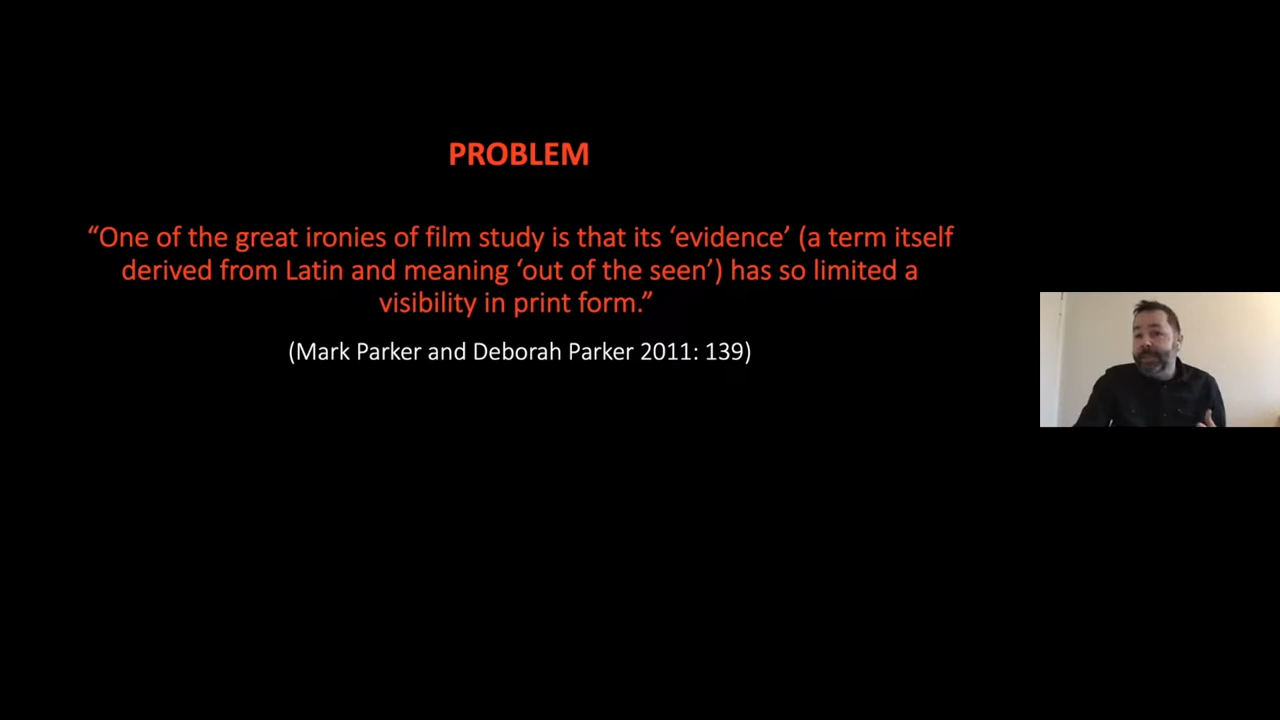 PROBLEM
“One of the great ironies of film study is that its ‘evidence’ (a term itself
derived from Latin and meaning ‘out of the seen’) has so limited a
visibility in print form.”
(Mark Parker and Deborah Parker 2011: 139)